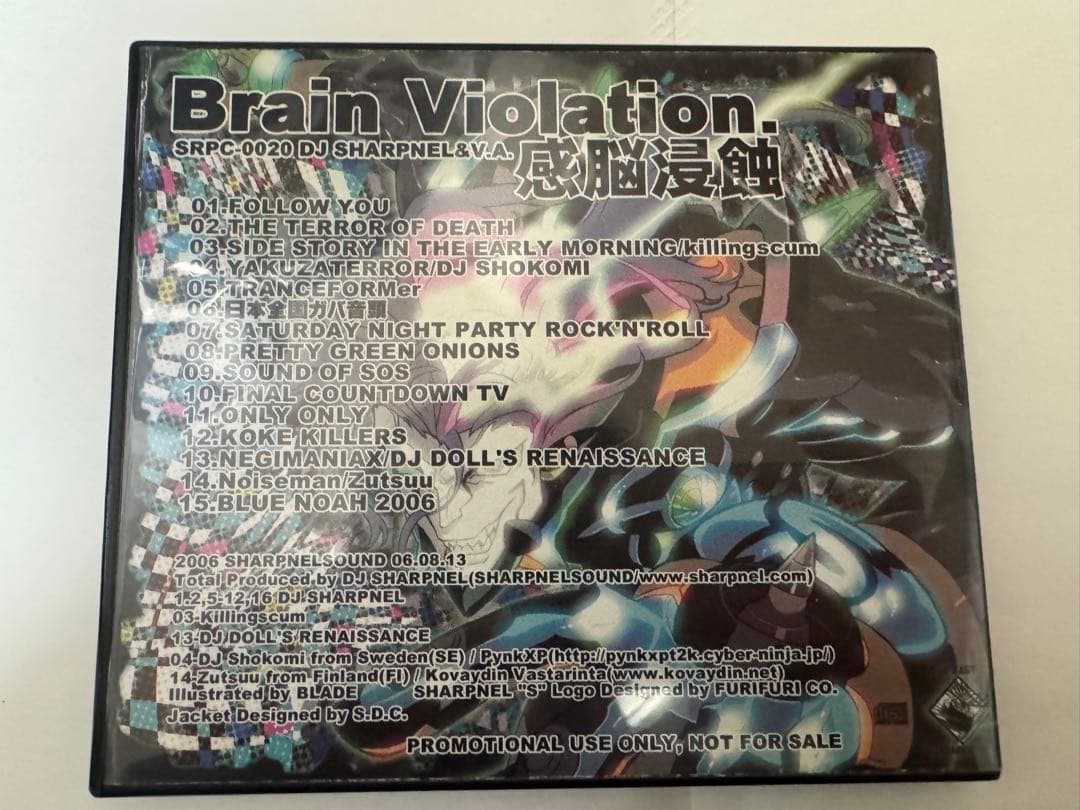 Brain Violation.
SRPC-0020 DJ SHARPNEL&V.A.
感脳浸蝕
01.FOLLOW YOU
02.THE TERROR OF DEATH
03.SIDE STORY IN THE EARLY MORNING/killingscum
04.YAKUZATERROR/DJ SHOKOMI
05 TRANCEFORMer
06.日本全国ガバ音頭
07.SATURDAY NIGHT PARTY ROCK'N'ROLL
08.PRETTY GREEN ONIONS
09.SOUND OF SOS
10.FINAL COUNTDOWN TV
11.ONLY ONLY
12.KOKE KILLERS
13.NEGIMANIAX/DJ DOLL'S RENAISSANCE
14.Noiseman/Zutsuu
15.BLUE NOAH 2006
2006 SHARPNELSOUND 06.08.13
Total Produced by DJ SHARPNEL(SHARPNELSOUND/www.sharpnel.com)
1.2,5-12,16 DJ SHARPNEL
03-Killingscum
13-DJ DOLL'S RENAISSANCE
04-DJ Shokomi from Sweden(SE) / PynkXP(http://pynkxpt2k.cyber-ninja.jp/)
14-Zutsuu from Finland(FI) / Kovaydin Vastarinta(www.kovaydin.net)
Illustrated by BLADE SHARPNEL "S" Logo Designed by FURIFURI CO.
Jacket Designed by S.D.C.
PROMOTIONAL USE ONLY, NOT FOR SALE